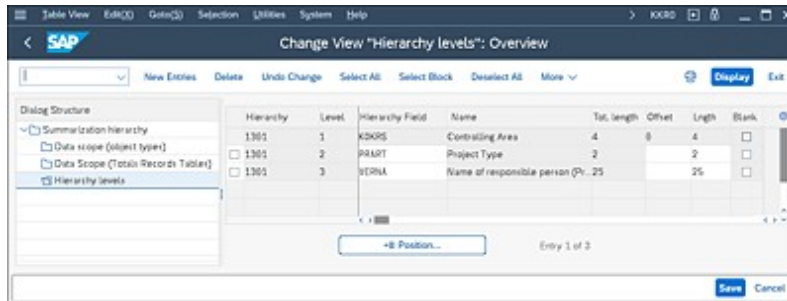 Table View Edit(X) Goto(S) Selection Utilities System Help KKR0
SAP Change View "Hierarchy levels": Overview
New Entries Delete Undo Change Select All Select Block Deselect All More Display Exit
Dialog Structure
Summarization hierarchy
Data scope (object types)
Data Scope (Totals Records Tables)
Hierarchy levels
Hierarchy Level Hierarchy Field Name Tot. length Offset Lngth Blank
1301 1 KOKRS Controlling Area 4 0 4
1301 2 PRART Project Type 2 2
1301 3 VERNA Name of responsible person (Pr.. 25 25
Position... Entry 1 of 3
Save Cancel